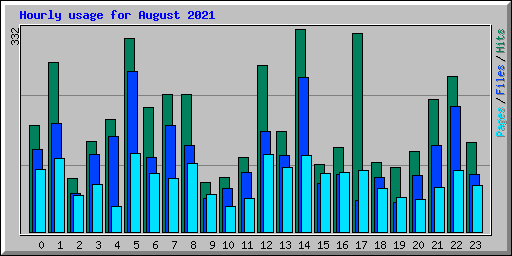 Hourly usage for August 2021
332
Pages/Files/Hits
0 1 2 3 4 5 6 7 8 9 10 11 12 13 14 15 16 17 18 19 20 21 22 23